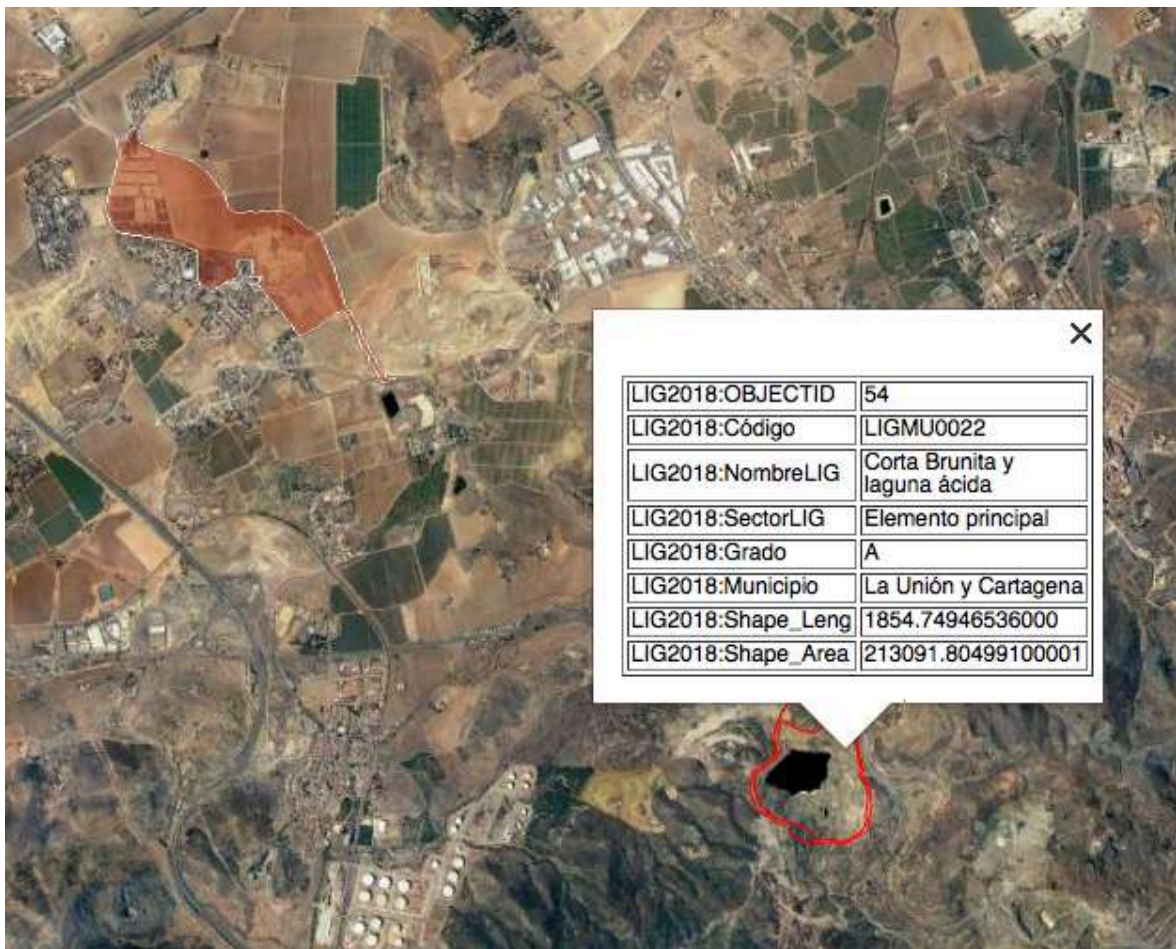 LIG2018:OBJECTID 54
LIG2018:Código LIGMU0022
LIG2018:NombreLIG Corta Brunita y
laguna ácida
LIG2018:SectorLIG Elemento principal
LIG2018:Grado A
LIG2018:Municipio La Unión y Cartagena
LIG2018:Shape_Leng 1854.74946536000
LIG2018:Shape_Area 213091.80499100001